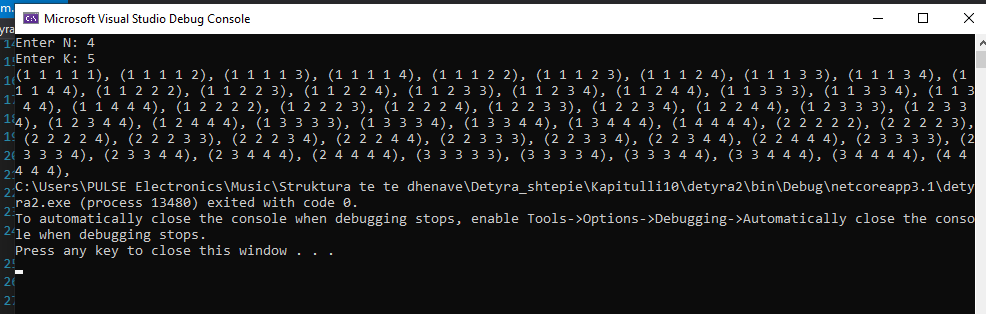 Microsoft Visual Studio Debug Console
Enter N: 4
Enter K: 5
(1 1 1 1 1), (1 1 1 1 2), (1 1 1 1 3), (1 1 1 1 4), (1 1 1 2 2), (1 1 1 2 3), (1 1 1 2 4), (1 1 1 3 3), (1 1 1 3 4), (1
1 1 4 4), (1 1 2 2 2), (1 1 2 2 3), (1 1 2 2 4), (1 1 2 3 3), (1 1 2 3 4), (1 1 2 4 4), (1 1 3 3 3), (1 1 3 3 4), (1 1 3
4 4), (1 1 4 4 4), (1 2 2 2 2), (1 2 2 2 3), (1 2 2 2 4), (1 2 2 3 3), (1 2 2 3 4), (1 2 2 4 4), (1 2 3 3 3), (1 2 3 3
4), (1 2 3 4 4), (1 2 4 4 4), (1 3 3 3 3), (1 3 3 3 4), (1 3 3 4 4), (1 3 4 4 4), (1 4 4 4 4), (2 2 2 2 2), (2 2 2 2 3),
(2 2 2 2 4), (2 2 2 3 3), (2 2 2 3 4), (2 2 2 4 4), (2 2 3 3 3), (2 2 3 3 4), (2 2 3 4 4), (2 2 4 4 4), (2 3 3 3 3), (2
3 3 3 4), (2 3 3 4 4), (2 3 4 4 4), (2 4 4 4 4), (3 3 3 3 3), (3 3 3 3 4), (3 3 3 4 4), (3 3 4 4 4), (3 4 4 4 4), (4 4
4 4 4),
C:\Users\PULSE Electronics\Music\Struktura te te dhenave\Detyra_shtepie\Kapitulli10\detyra2\bin\Debug\netcoreapp3.1\dety
ra2.exe (process 13480) exited with code 0.
To automatically close the console when debugging stops, enable Tools->Options->Debugging->Automatically close the conso
le when debugging stops.
Press any key to close this window . . .